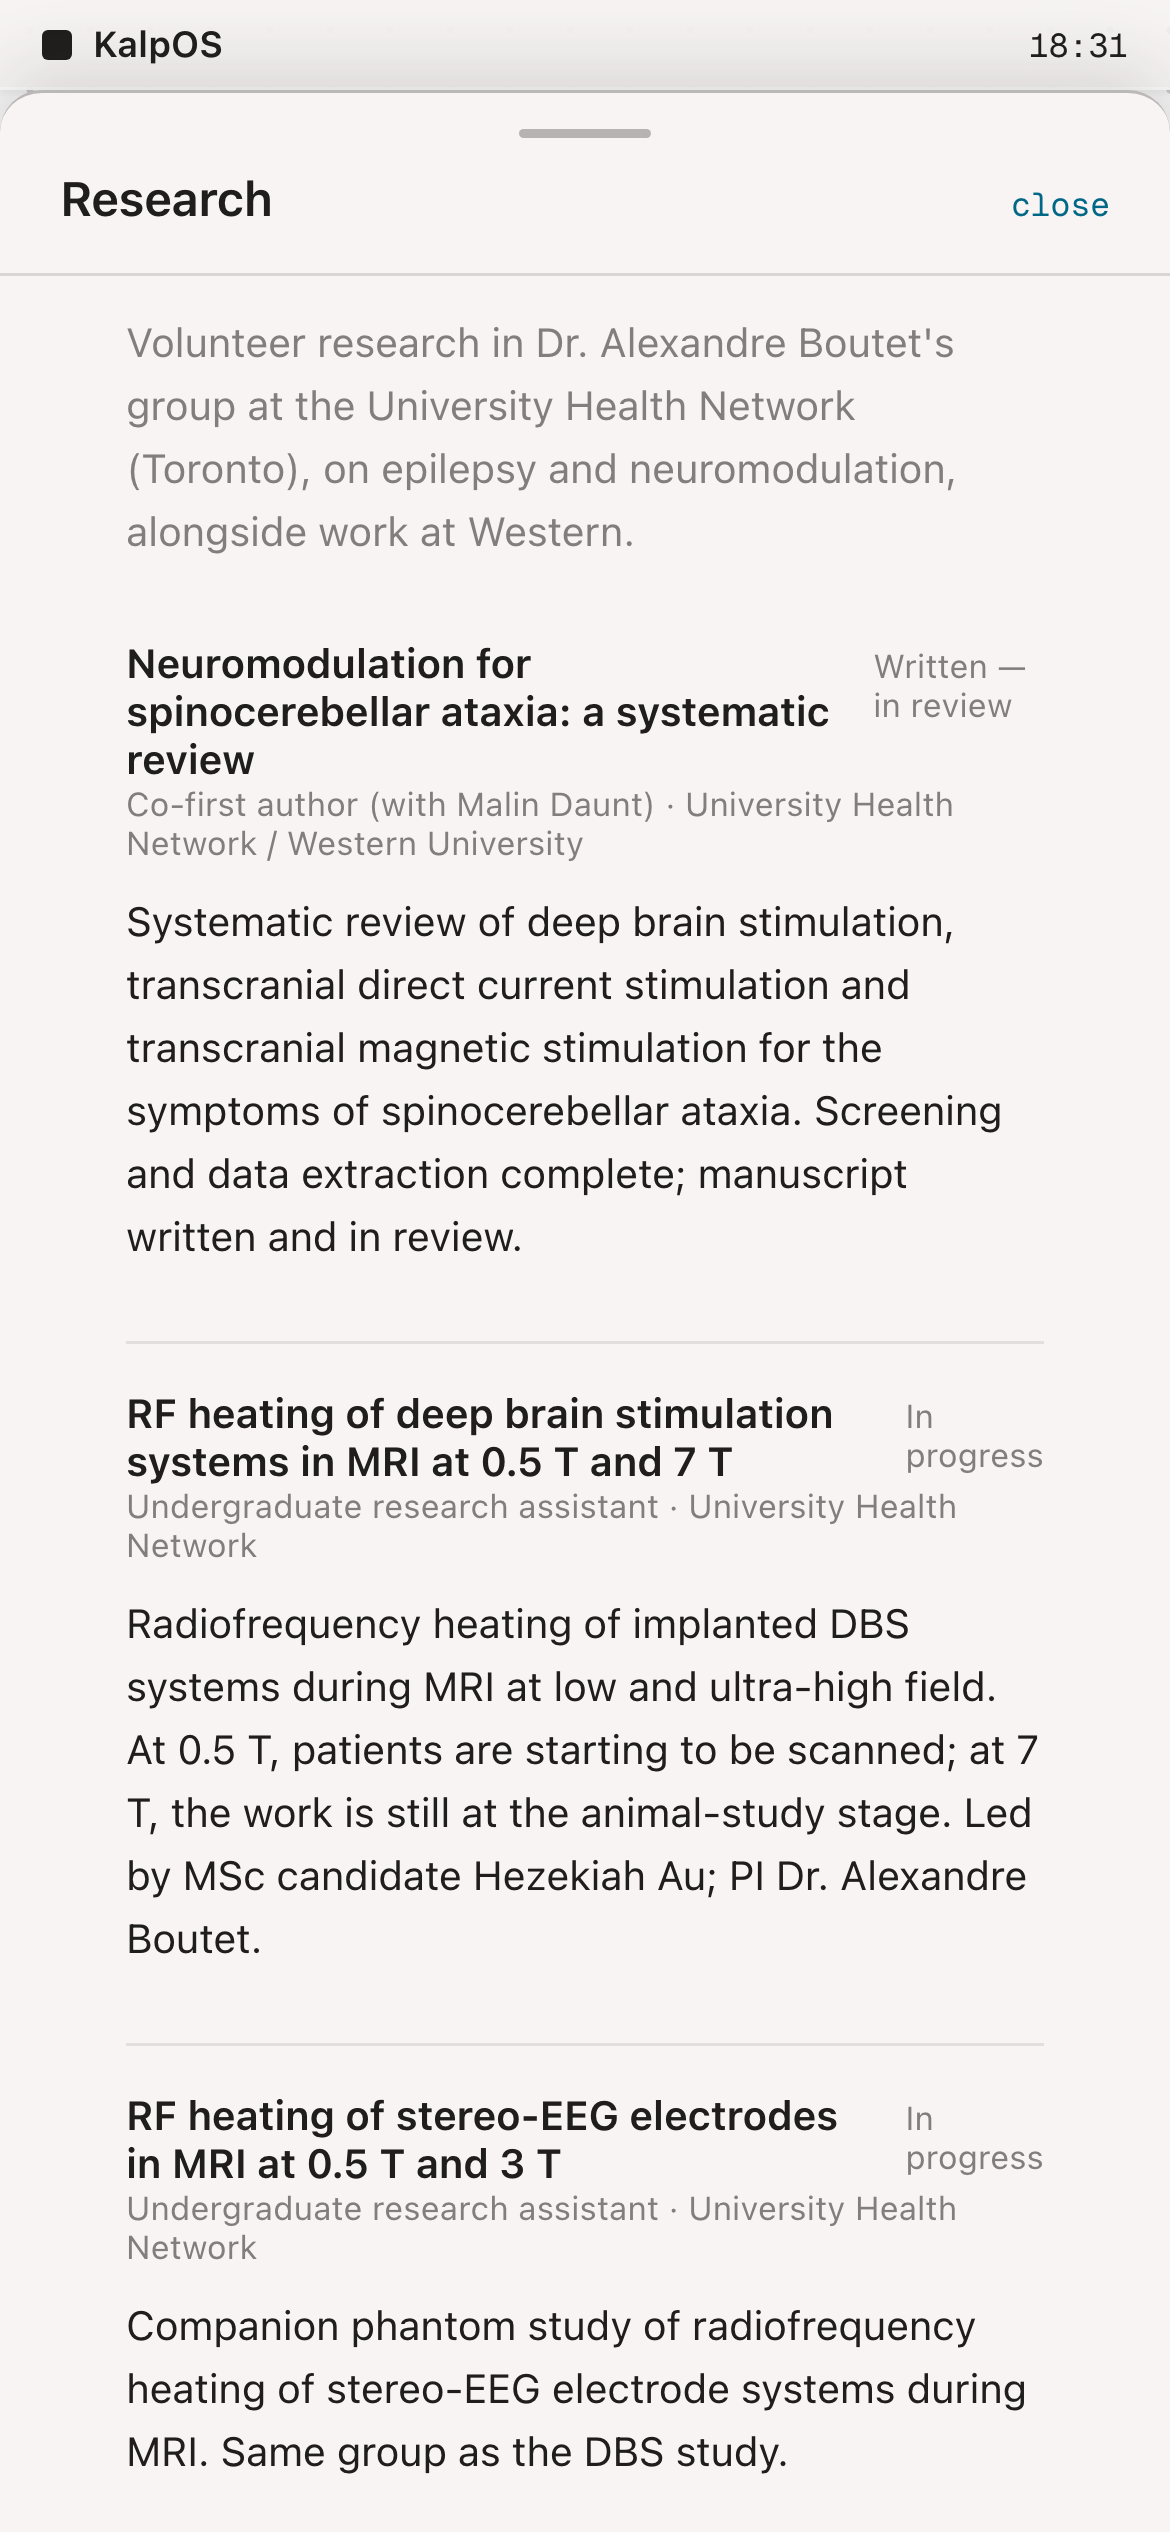 KalpOS
18:31
Research
close
Volunteer research in Dr. Alexandre Boutet's
group at the University Health Network
(Toronto), on epilepsy and neuromodulation,
alongside work at Western.
Neuromodulation for
spinocerebellar ataxia: a systematic
review
Written —
in review
Co-first author (with Malin Daunt) · University Health
Network / Western University
Systematic review of deep brain stimulation,
transcranial direct current stimulation and
transcranial magnetic stimulation for the
symptoms of spinocerebellar ataxia. Screening
and data extraction complete; manuscript
written and in review.
RF heating of deep brain stimulation
systems in MRI at 0.5 T and 7 T
In
progress
Undergraduate research assistant · University Health
Network
Radiofrequency heating of implanted DBS
systems during MRI at low and ultra-high field.
At 0.5 T, patients are starting to be scanned; at 7
T, the work is still at the animal-study stage. Led
by MSc candidate Hezekiah Au; PI Dr. Alexandre
Boutet.
RF heating of stereo-EEG electrodes
in MRI at 0.5 T and 3 T
In
progress
Undergraduate research assistant · University Health
Network
Companion phantom study of radiofrequency
heating of stereo-EEG electrode systems during
MRI. Same group as the DBS study.